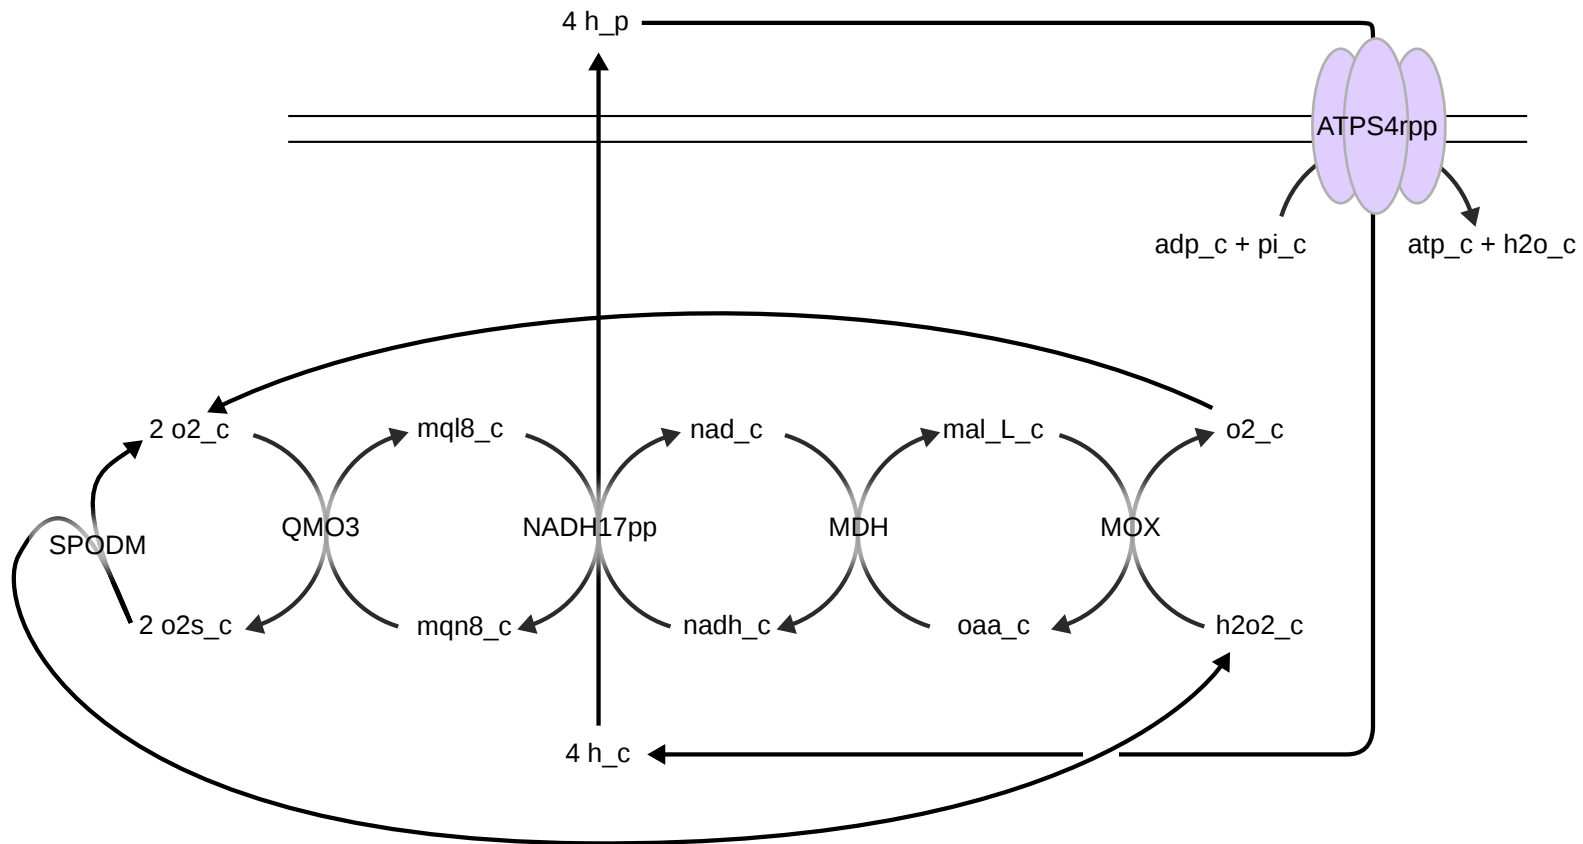 4 h_p
ATPS4rpp
adp_c + pi_c
atp_c + h2o_c
2 o2_c
mql8_c
nad_c
mal_L_c
o2_c
SPODM
QMO3
NADH17pp
MDH
MOX
2 o2s_c
mqn8_c
nadh_c
oaa_c
h2o2_c
4 h_c